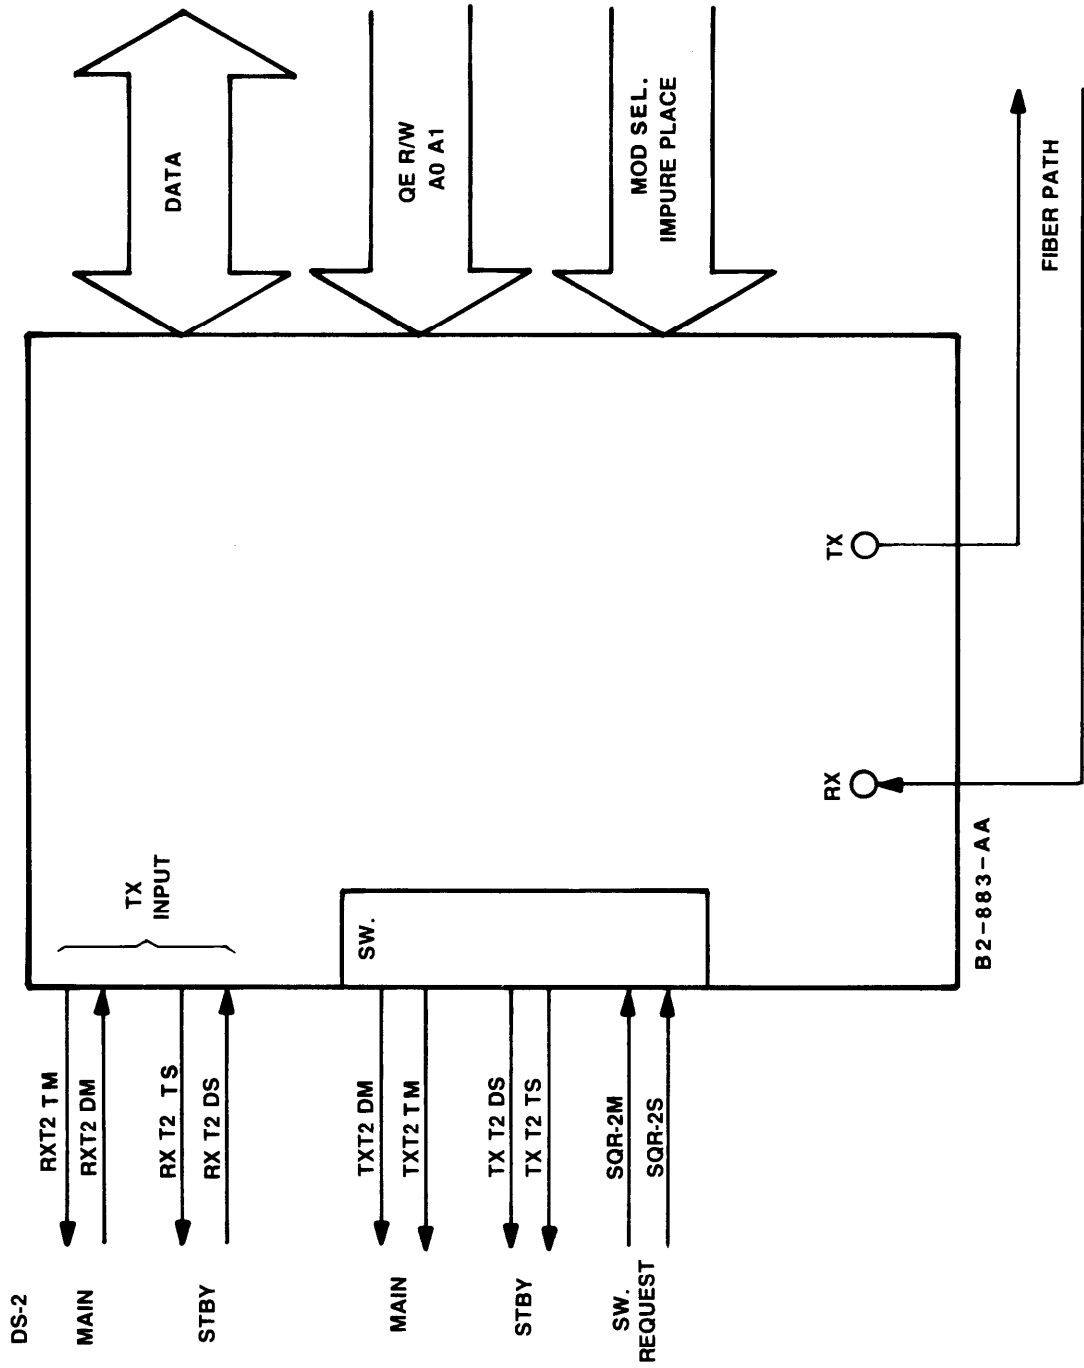 DS-2
MAIN
RXT2 TM
RXT2 DM
STBY
RX T2 TS
RX T2 DS
TX
INPUT
MAIN
TXT2 DM
TXT2 TM
STBY
TX T2 DS
TX T2 TS
SW.
REQUEST
SQR-2M
SQR-2S
SW.
RX
TX
DATA
QE R/W
A0 A1
MOD SEL.
IMPURE PLACE
FIBER PATH
B2-883-AA